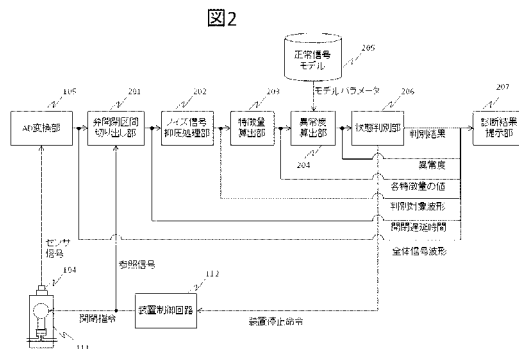 図2
正常信号
モデル
205
モデルパラメータ
105
201
202
203
206
207
AD変換部
弁開閉区間
切り出し部
ノイズ信号
抑圧処理部
特徴量
算出部
異常度
算出部
状態判別部
判別結果
診断結果
提示部
204
異常度
各特徴量の値
判別対象波形
開閉遅延時間
全体信号波形
センサ
信号
参照信号
104
112
開閉指令
装置制御回路
装置停止命令
111